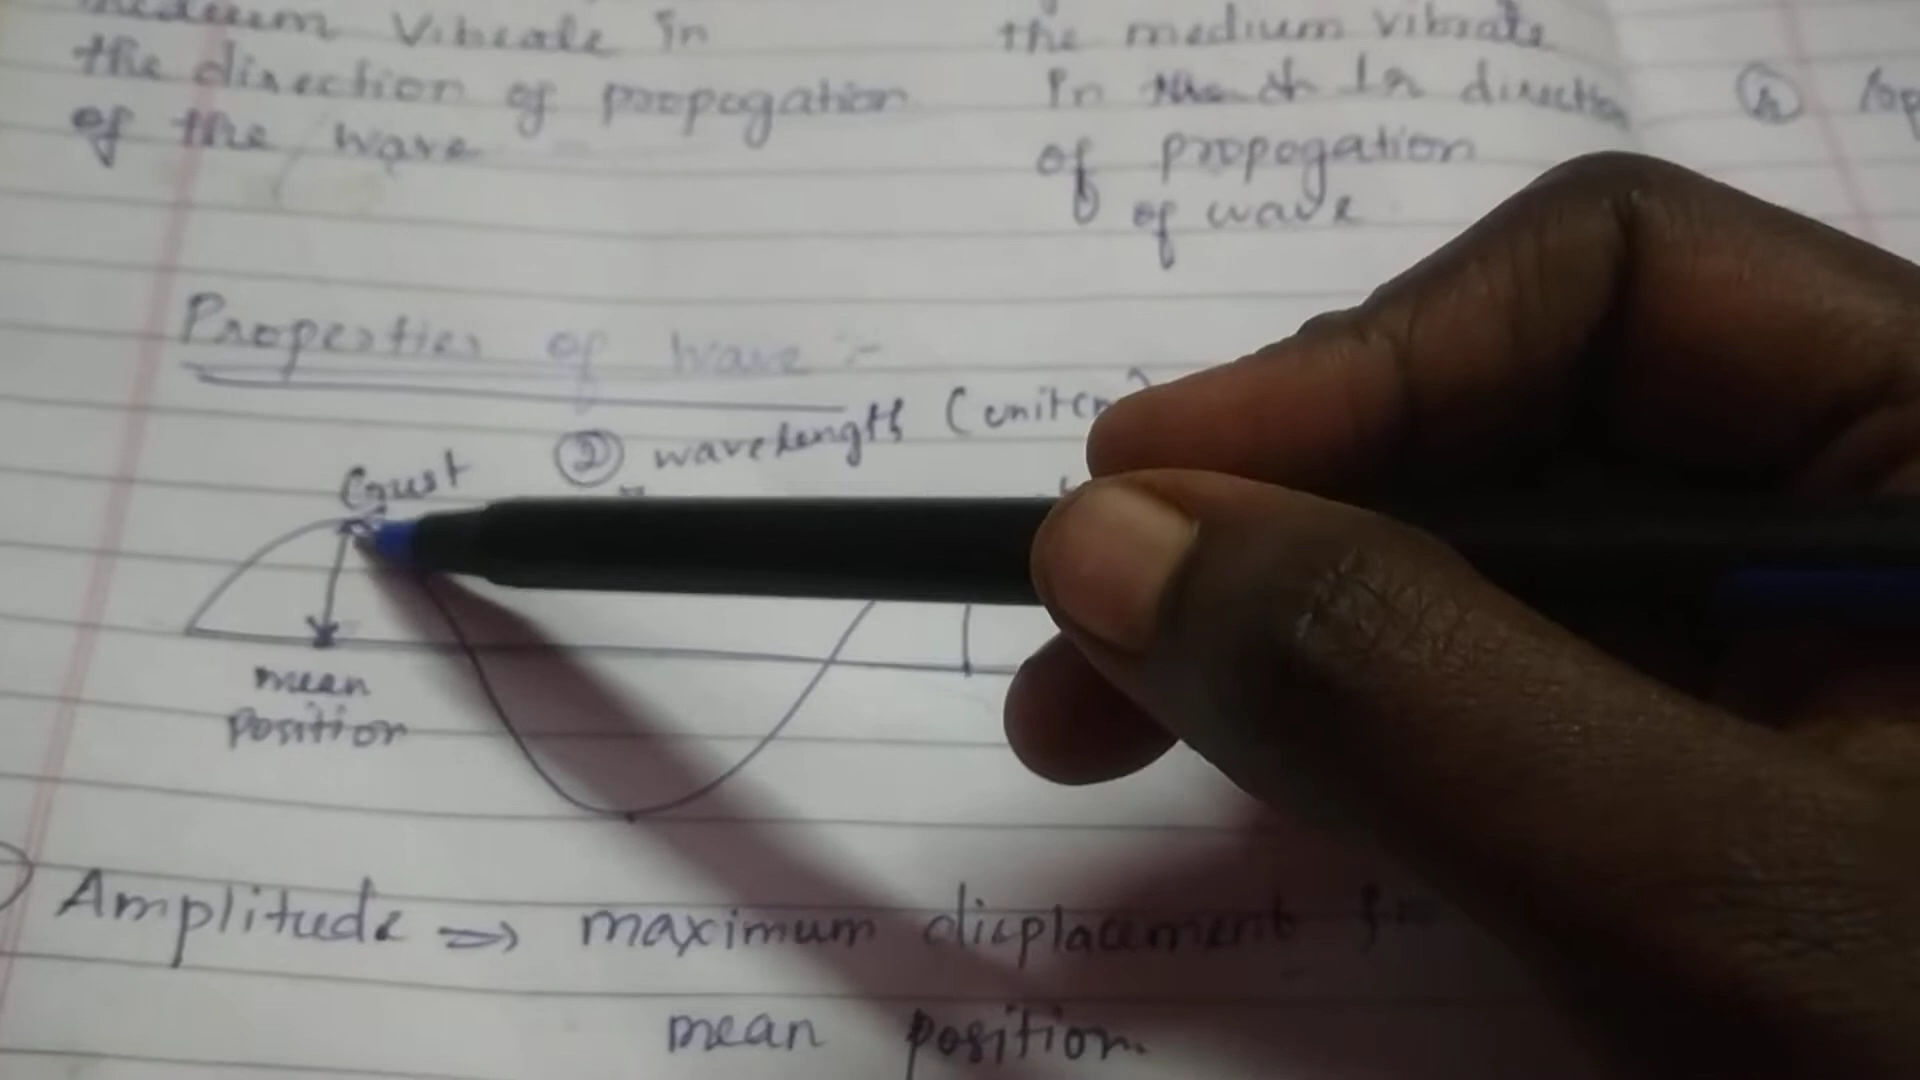 medium vibrate in
the direction of propogation
of the wave
the medium vibrate
in direction
of propogation
of wave
Properties of wave :-
② wavelength (unit
Crust
mean
position
Amplitude ⇒ maximum displacement
mean position.